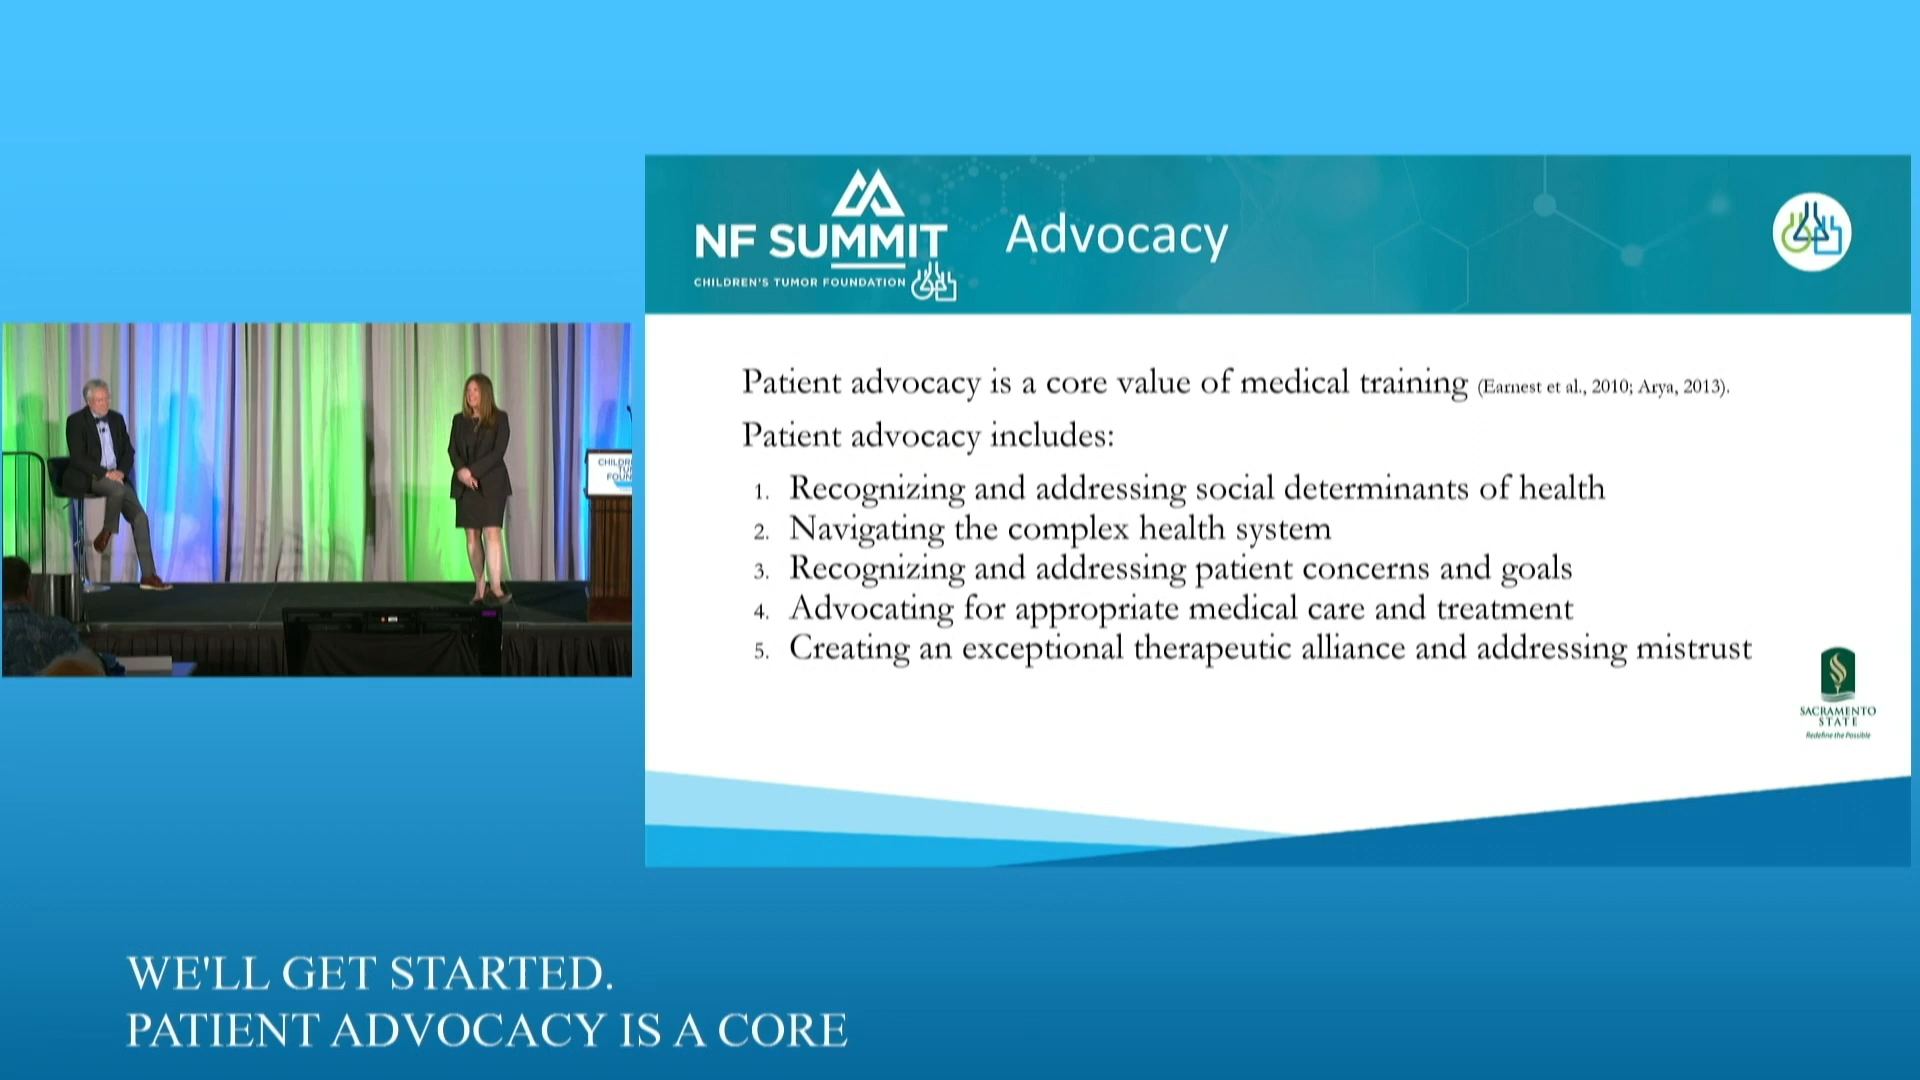 NF SUMMIT
CHILDREN'S TUMOR FOUNDATION
Advocacy
Patient advocacy is a core value of medical training (Earnest et al., 2010; Arya, 2013).
Patient advocacy includes:
1. Recognizing and addressing social determinants of health
2. Navigating the complex health system
3. Recognizing and addressing patient concerns and goals
4. Advocating for appropriate medical care and treatment
5. Creating an exceptional therapeutic alliance and addressing mistrust
SACRAMENTO
STATE
Redefine the Possible
WE'LL GET STARTED.
PATIENT ADVOCACY IS A CORE